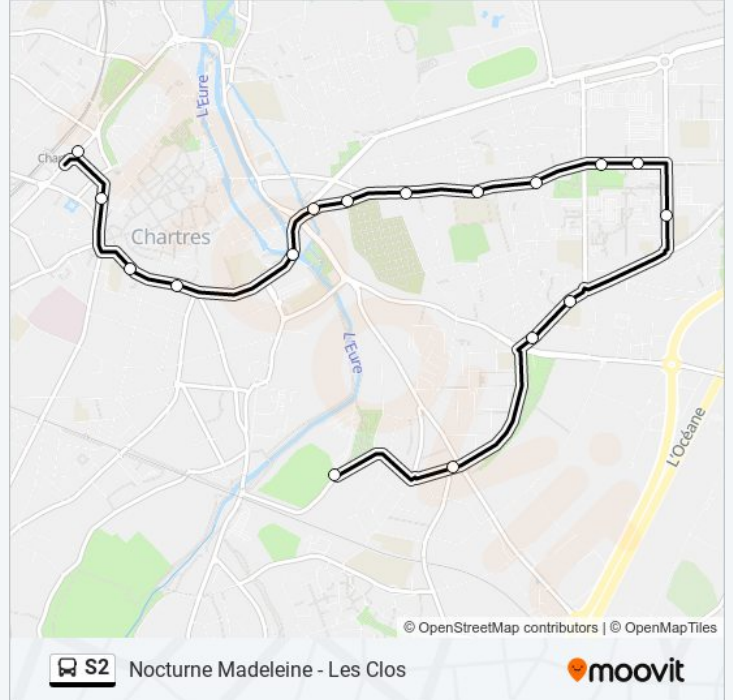 L'Eure
Chartres
L'Eure
L'Océane
© OpenStreetMap contributors | © OpenMapTiles
S2 Nocturne Madeleine - Les Clos
moovit